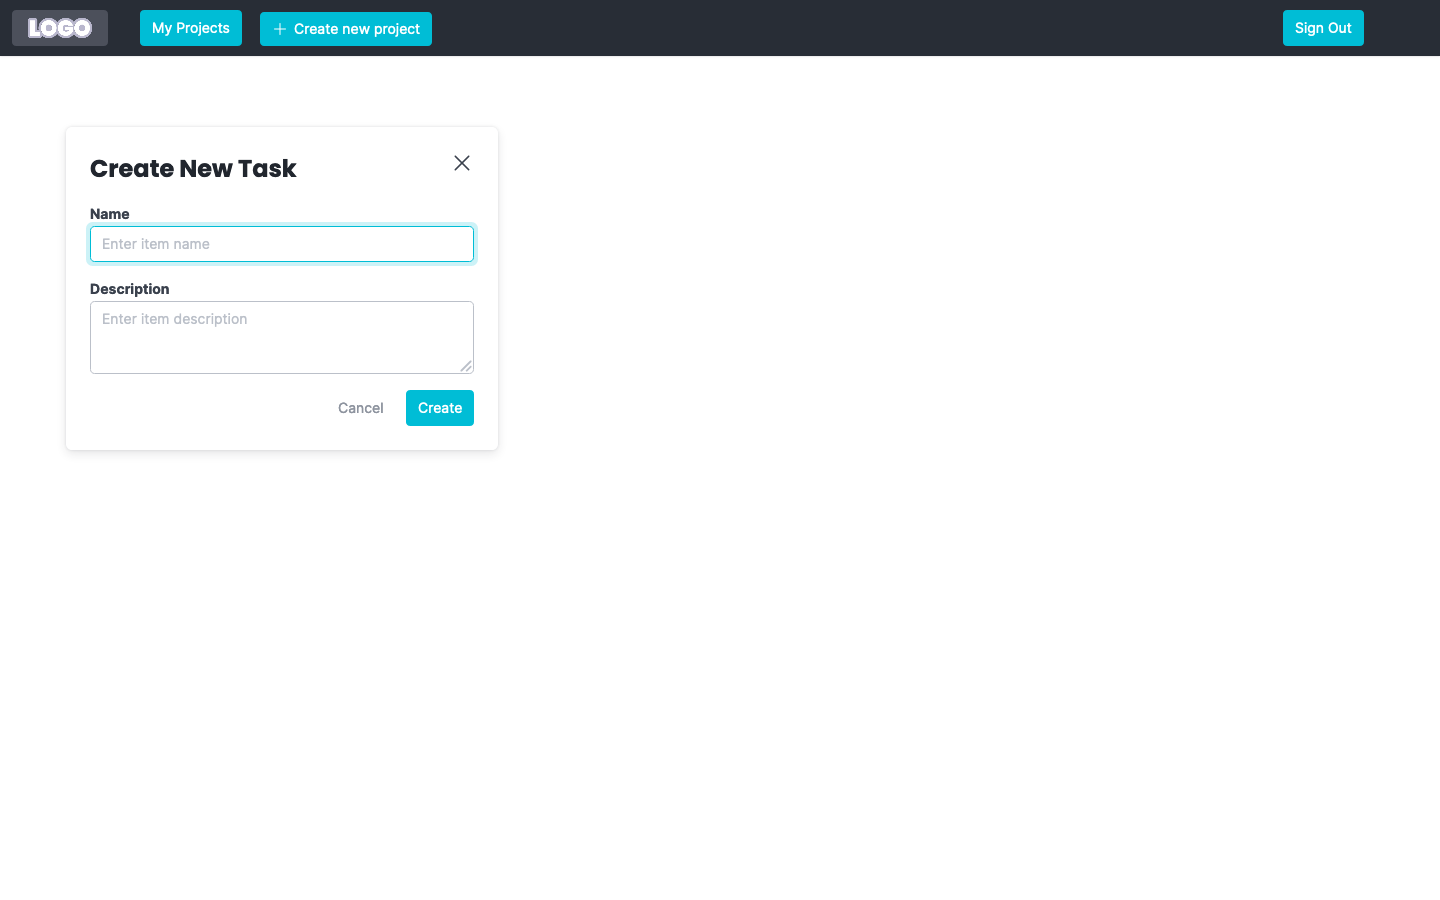 LOGO
My Projects
Create new project
Sign Out
Create New Task
Name
Enter item name
Description
Enter item description
Cancel
Create